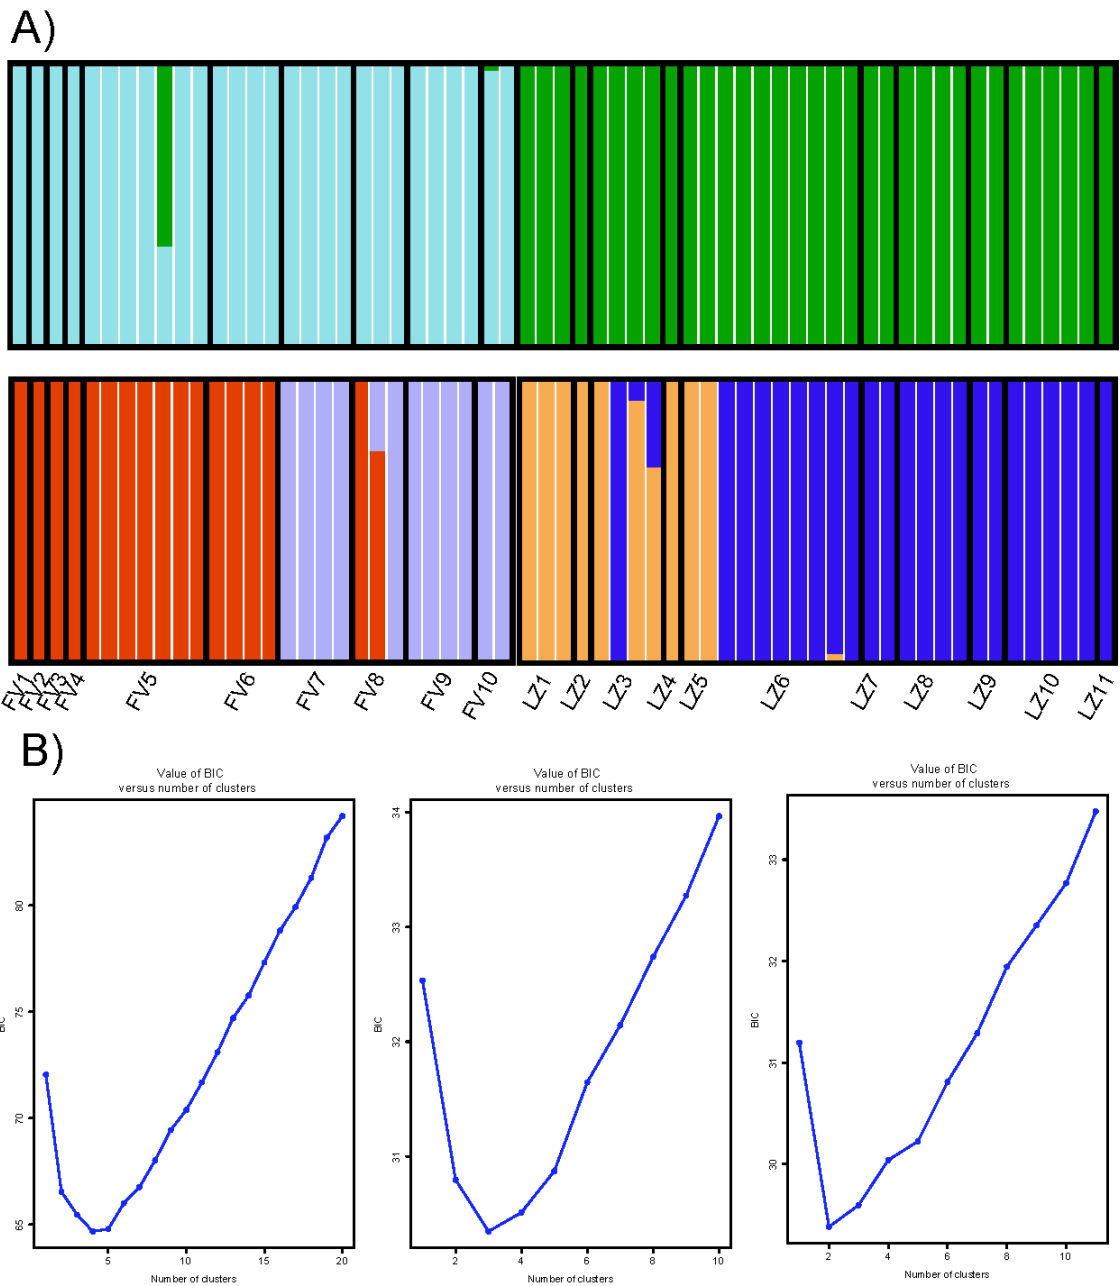 A)
FV1 FV2 FV3 FV4 FV5 FV6 FV7 FV8 FV9 FV10 LZ1 LZ2 LZ3 LZ4 LZ5 LZ6 LZ7 LZ8 LZ9 LZ10 LZ11
B)
Value of BIC
versus number of clusters
BIC
80
75
70
65
5 10 15 20
Number of clusters
Value of BIC
versus number of clusters
BIC
34
33
32
31
2 4 6 8 10
Number of clusters
Value of BIC
versus number of clusters
BIC
33
32
31
30
2 4 6 8 10
Number of clusters